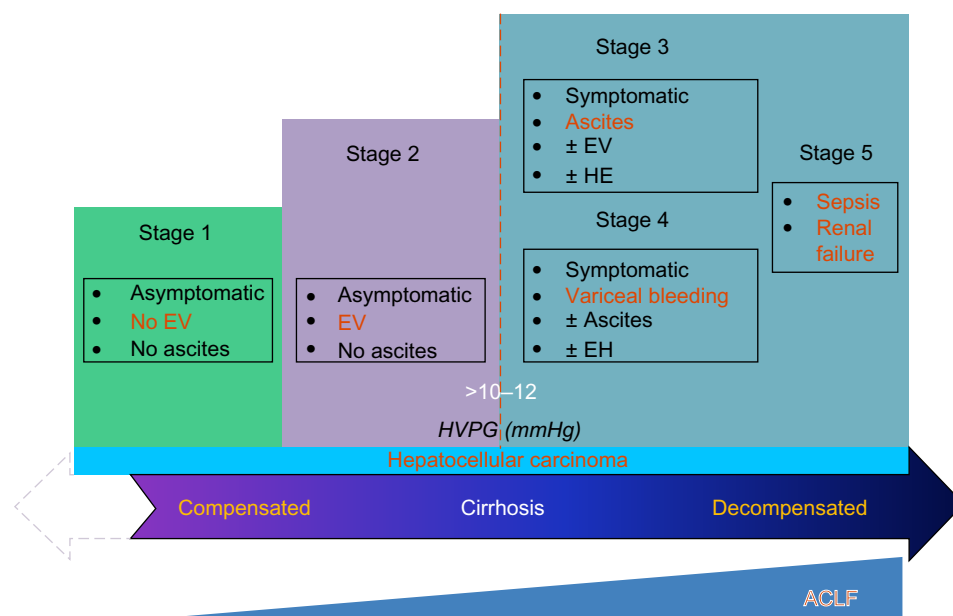 Stage 1
Asymptomatic
No EV
No ascites
Stage 2
Asymptomatic
EV
No ascites
Stage 3
Symptomatic
Ascites
± EV
± HE
Stage 4
Symptomatic
Variceal bleeding
± Ascites
± EH
Stage 5
Sepsis
Renal
failure
>10–12
HVPG (mmHg)
Hepatocellular carcinoma
Compensated
Cirrhosis
Decompensated
ACLF